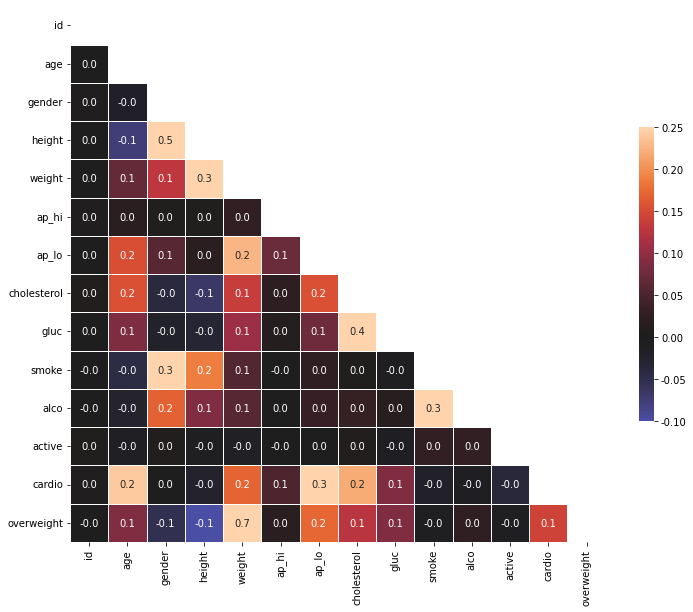 id
age 0.0
gender 0.0 -0.0
height 0.0 -0.1 0.5
weight 0.0 0.1 0.1 0.3
ap_hi 0.0 0.0 0.0 0.0 0.0
ap_lo 0.0 0.2 0.1 0.0 0.2 0.1
cholesterol 0.0 0.2 -0.0 -0.1 0.1 0.0 0.2
gluc 0.0 0.1 -0.0 -0.0 0.1 0.0 0.1 0.4
smoke -0.0 -0.0 0.3 0.2 0.1 -0.0 0.0 0.0 -0.0
alco -0.0 -0.0 0.2 0.1 0.1 0.0 0.0 0.0 0.0 0.3
active 0.0 -0.0 0.0 -0.0 -0.0 -0.0 0.0 0.0 -0.0 0.0 0.0
cardio 0.0 0.2 0.0 -0.0 0.2 0.1 0.3 0.2 0.1 -0.0 -0.0 -0.0
overweight -0.0 0.1 -0.1 -0.1 0.7 0.0 0.2 0.1 0.1 -0.0 0.0 -0.0 0.1
id age gender height weight ap_hi ap_lo cholesterol gluc smoke alco active cardio overweight
0.25
0.20
0.15
0.10
0.05
0.00
-0.05
-0.10